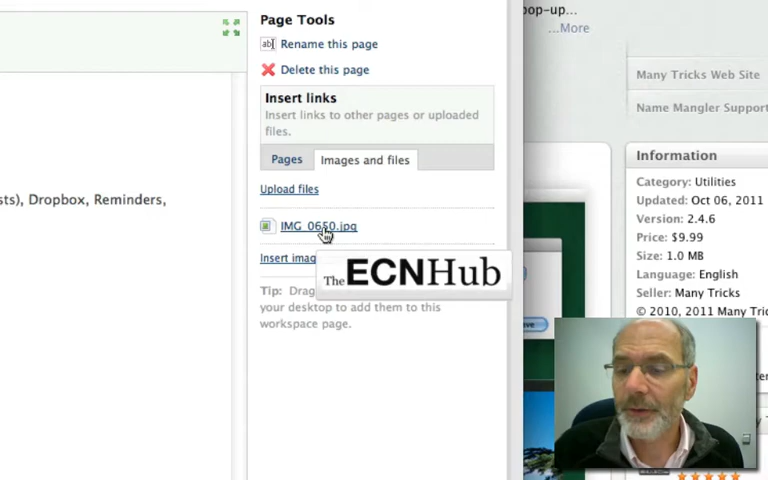 Page Tools
Rename this page
Delete this page
Insert links
Insert links to other pages or uploaded
files.
Pages
Images and files
Upload files
IMG_0650.jpg
Insert imag
The ECNHub
Tip: Drag
your desktop to add them to this
workspace page.
sts), Dropbox, Reminders,
pop-up...
...More
Many Tricks Web Site
Name Mangler Support
Information
Category: Utilities
Updated: Oct 06, 2011
Version: 2.4.6
Price: $9.99
Size: 1.0 MB
Language: English
Seller: Many Tricks
© 2010, 2011 Many Tric